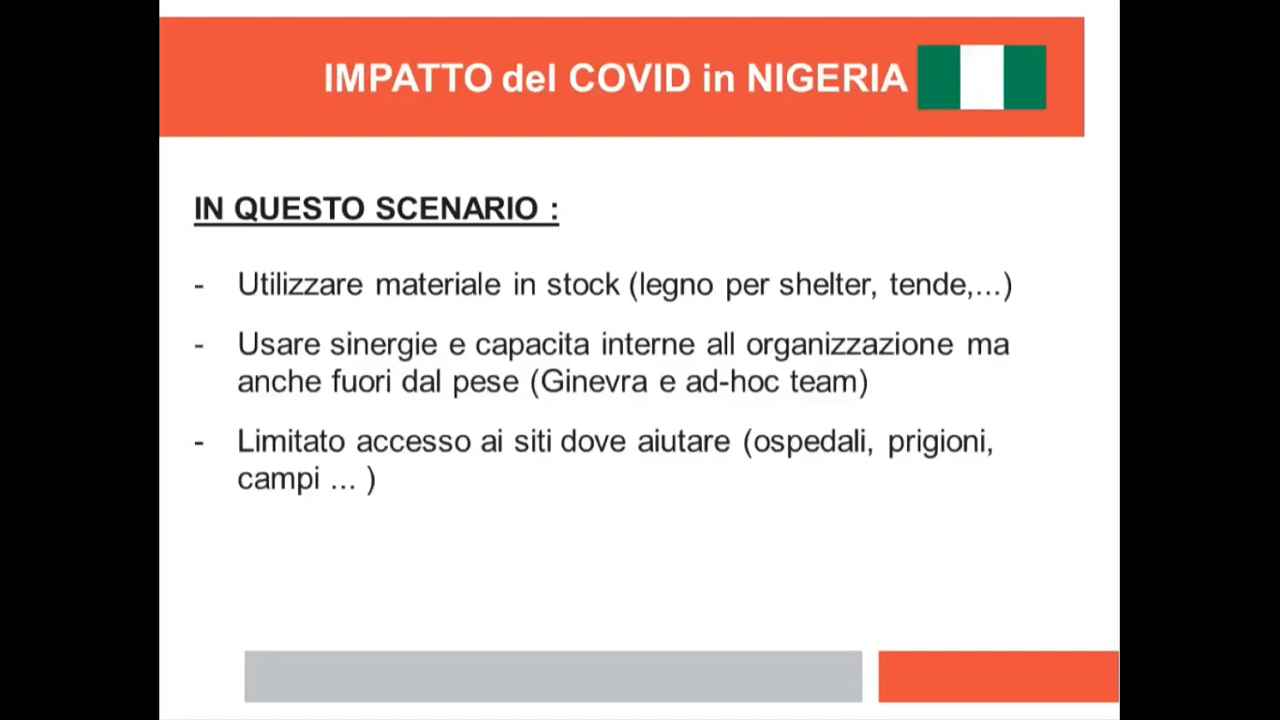 IMPATTO del COVID in NIGERIA
IN QUESTO SCENARIO :
- Utilizzare materiale in stock (legno per shelter, tende,...)
- Usare sinergie e capacita interne all organizzazione ma
anche fuori dal pese (Ginevra e ad-hoc team)
- Limitato accesso ai siti dove aiutare (ospedali, prigioni,
campi ... )